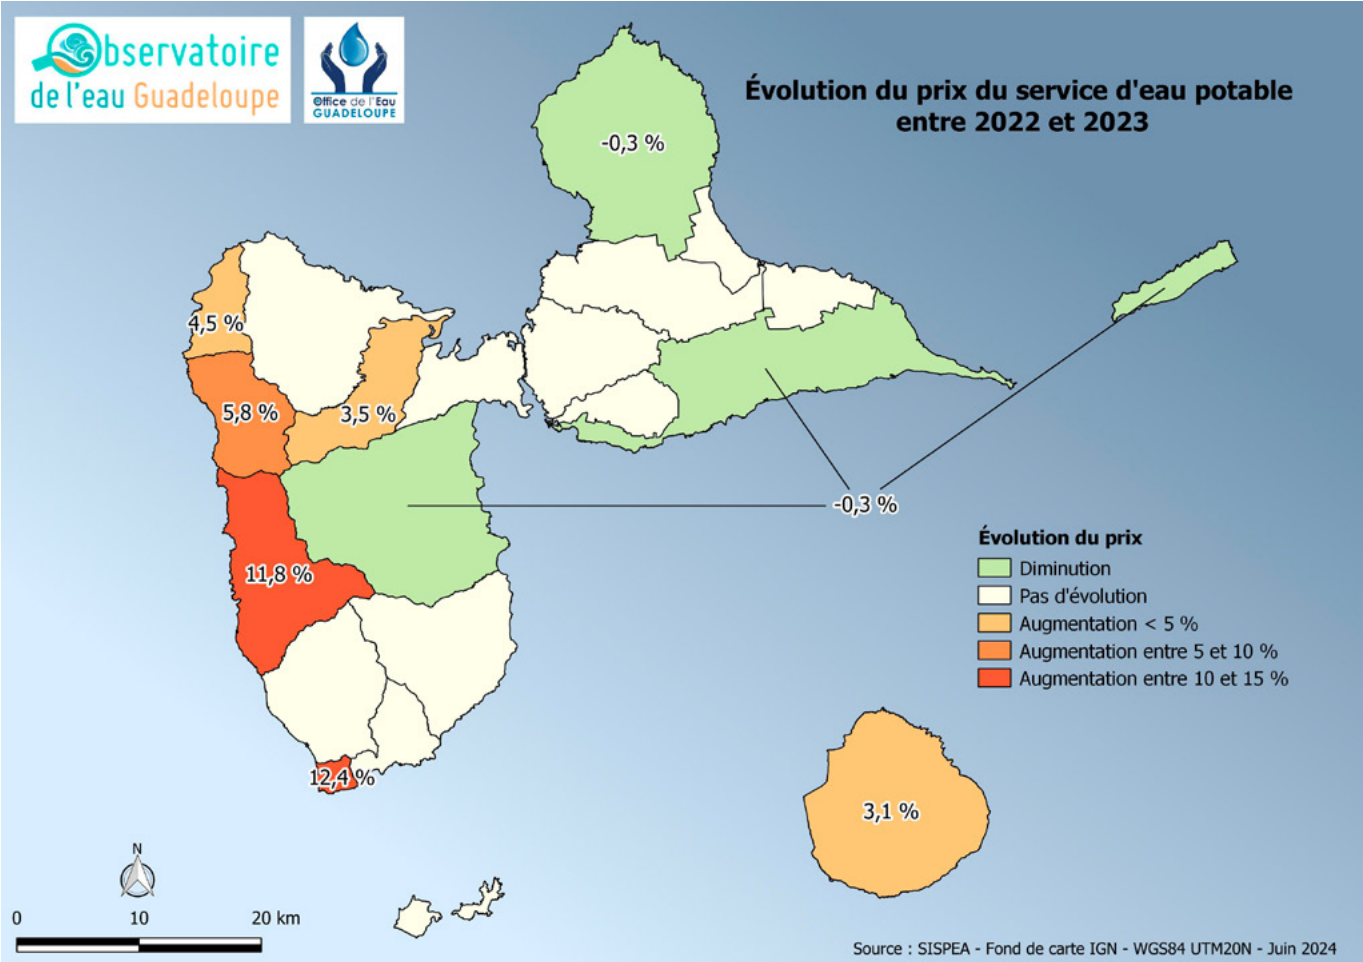 Observatoire
de l'eau Guadeloupe
Office de l'Eau
GUADELOUPE
Évolution du prix du service d'eau potable
entre 2022 et 2023
-0,3 %
4,5 %
5,8 %
3,5 %
-0,3 %
11,8 %
12,4 %
3,1 %
Évolution du prix
Diminution
Pas d'évolution
Augmentation < 5 %
Augmentation entre 5 et 10 %
Augmentation entre 10 et 15 %
N
0 10 20 km
Source : SISPEA - Fond de carte IGN - WGS84 UTM20N - Juin 2024